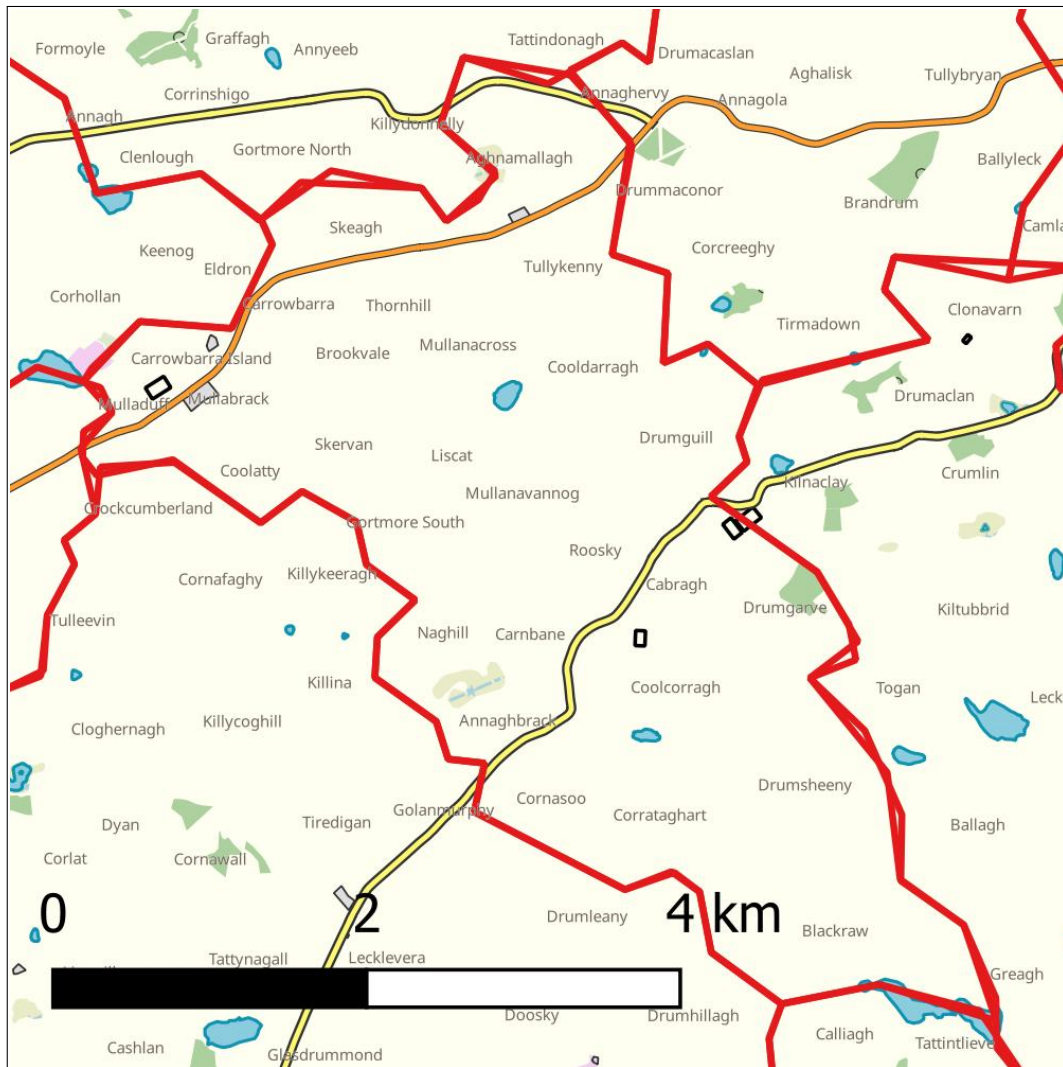 Formoyle
Graffagh
Annyeeb
Tattindonagh
Drumacaslan
Aghalisk
Tullybryan
Corrinshigo
Annaghervy
Annagola
Annagh
Killydonnelly
Clenlough
Gortmore North
Aghnamallagh
Ballyleck
Drummaconor
Brandrum
Skeagh
Camla
Keenog
Eldron
Tullykenny
Corcreeghy
Corhollan
Carrowbarra
Thornhill
Clonavarn
Tirmadown
Carrowbarra Island
Brookvale
Mullanacross
Cooldarragh
Mulladuff
Mullabrack
Drumaclan
Skervan
Liscat
Drumguill
Coolatty
Mullanavannog
Kilnaclay
Crumlin
Crockcumberland
Gortmore South
Roosky
Cornafaghy
Killykeeragh
Cabragh
Tulleevin
Naghill
Carnbane
Drumgarve
Kiltubbrid
Killina
Coolcorragh
Togan
Leck
Cloghernagh
Killycoghill
Annaghbrack
Drumsheeny
Golanmurphy
Cornasoo
Corrataghart
Dyan
Tiredigan
Ballagh
Corlat
Cornawall
0 2 4 km
Drumleany
Blackraw
Tattynagall
Lecklevera
Greagh
Doosky
Drumhillagh
Calliagh
Tattintlieve
Cashlan
Glasdrummond